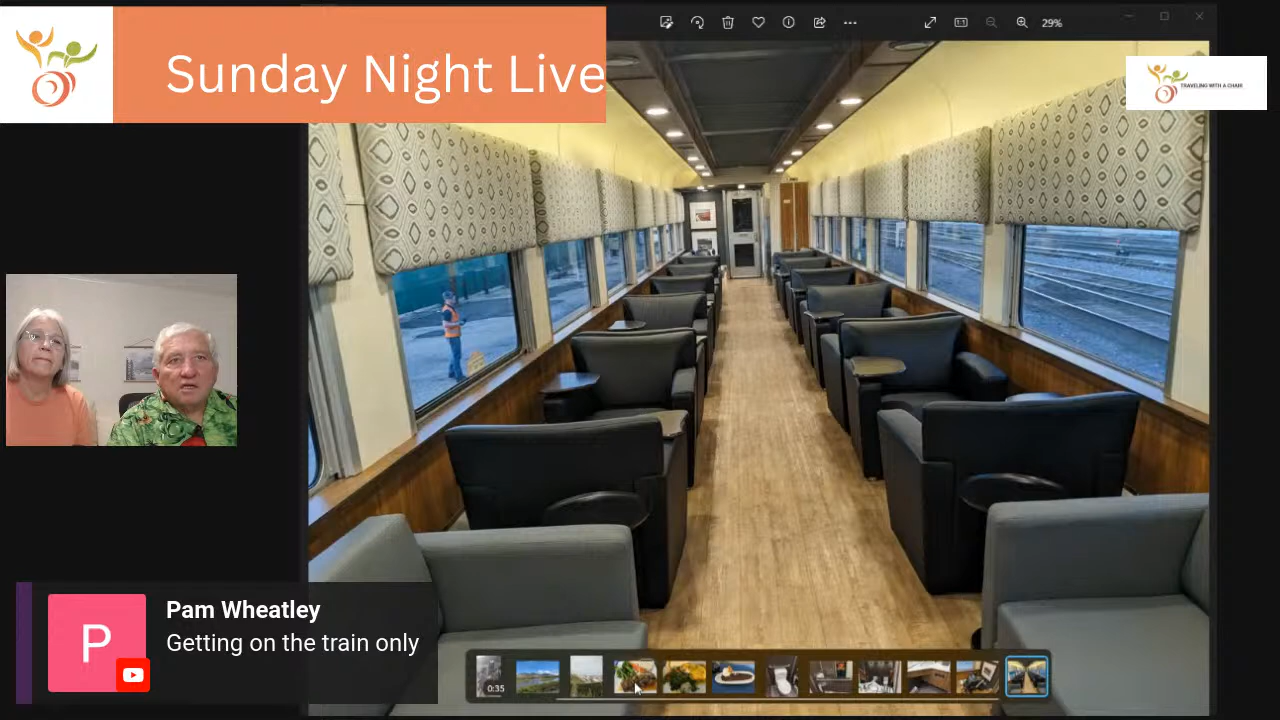 Sunday Night Live
29%
TRAVELING WITH A CHAIR
P
Pam Wheatley
Getting on the train only
0:35